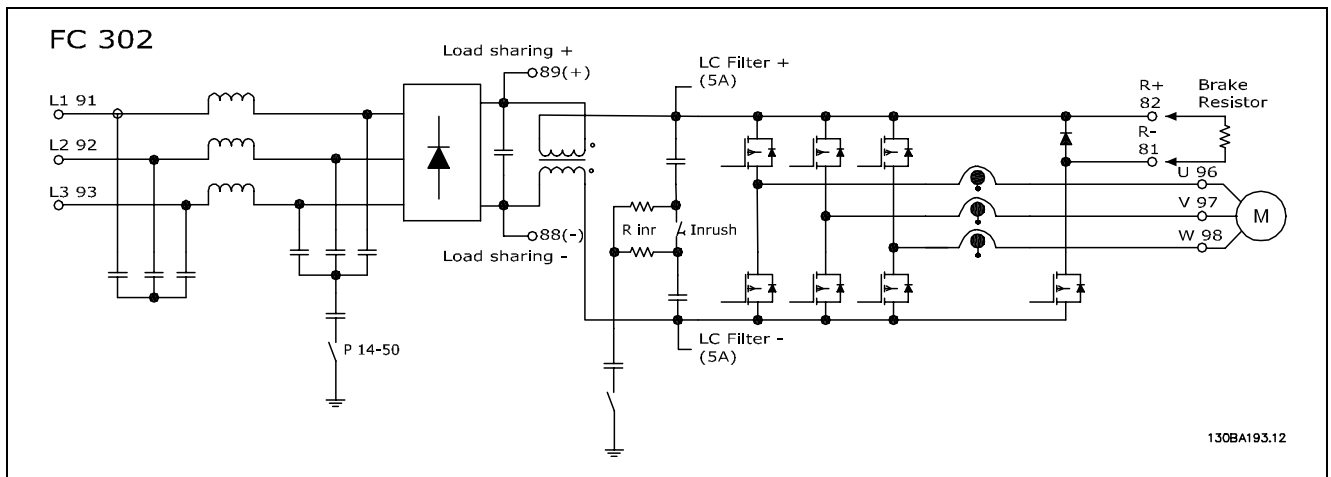 FC 302
Load sharing +
89(+)
LC Filter +
(5A)
R+
82
Brake
Resistor
R-
81
L1 91
L2 92
L3 93
U 96
V 97
W 98
M
R inr
Inrush
88(-)
Load sharing -
P 14-50
LC Filter -
(5A)
130BA193.12